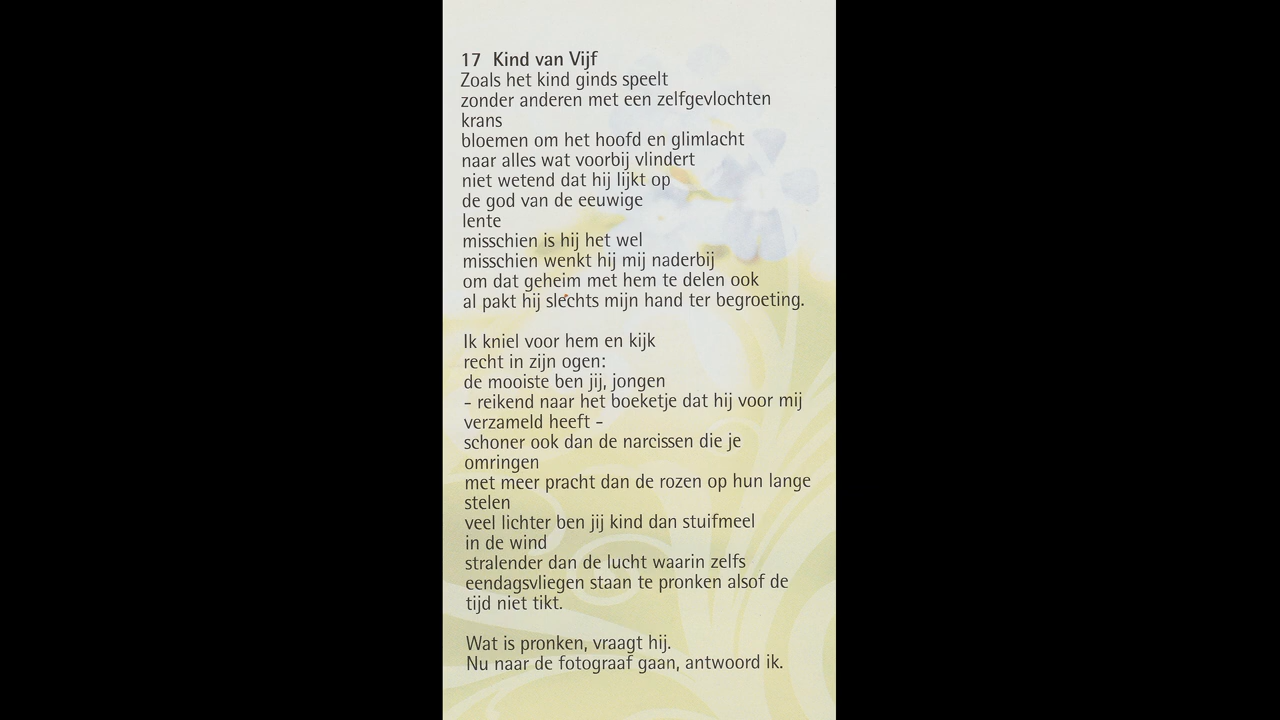 17 Kind van Vijf
Zoals het kind ginds speelt
zonder anderen met een zelfgevlochten
krans
bloemen om het hoofd en glimlacht
naar alles wat voorbij vlindert
niet wetend dat hij lijkt op
de god van de eeuwige
lente
misschien is hij het wel
misschien wenkt hij mij naderbij
om dat geheim met hem te delen ook
al pakt hij slechts mijn hand ter begroeting.

Ik kniel voor hem en kijk
recht in zijn ogen:
de mooiste ben jij, jongen
- reikend naar het boeketje dat hij voor mij
verzameld heeft -
schoner ook dan de narcissen die je
omringen
met meer pracht dan de rozen op hun lange
stelen
veel lichter ben jij kind dan stuifmeel
in de wind
stralender dan de lucht waarin zelfs
eendagsvliegen staan te pronken alsof de
tijd niet tikt.

Wat is pronken, vraagt hij.
Nu naar de fotograaf gaan, antwoord ik.